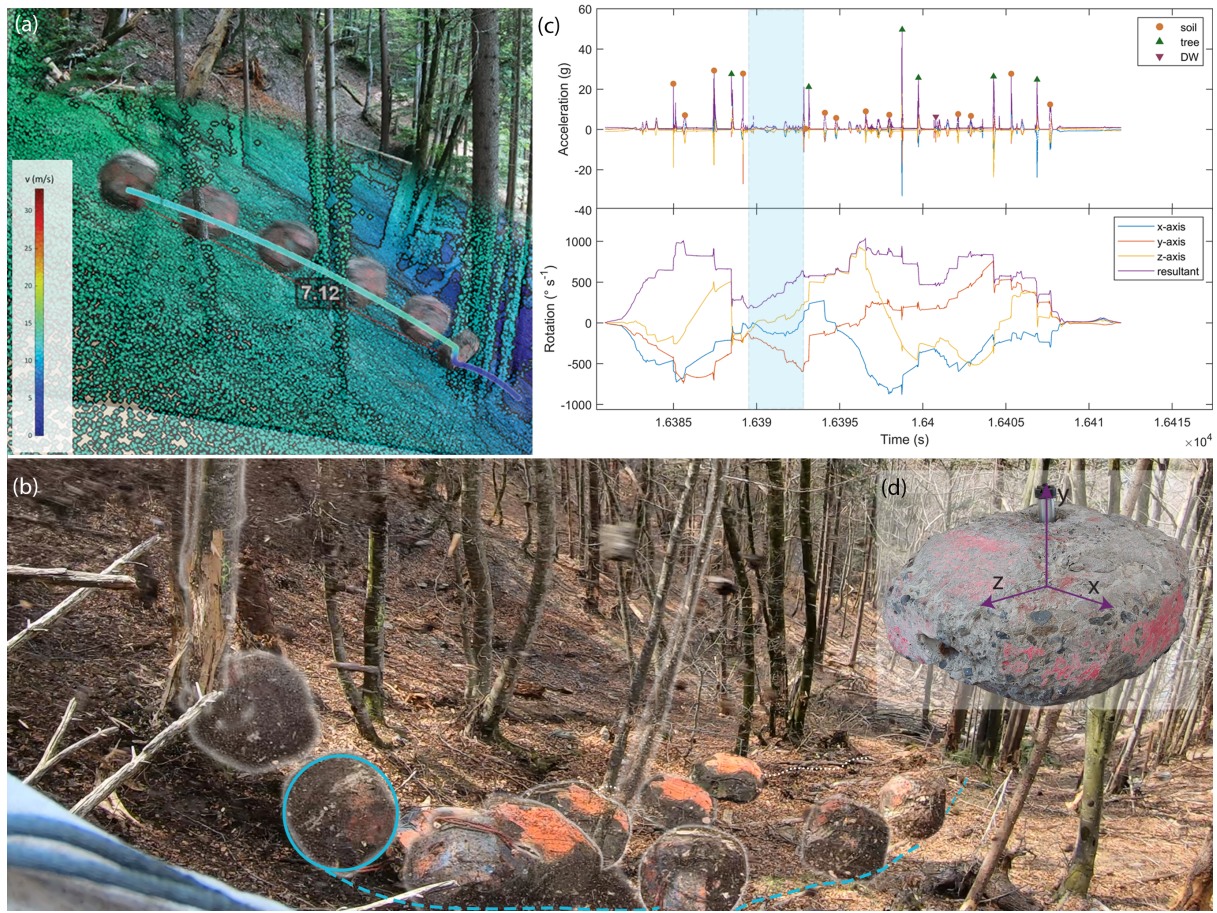 (a)
v (m/s)
30
25
20
15
10
5
0
7.12
(c)
Acceleration (g)
60
40
20
0
-20
-40
soil
tree
DW
Rotation (° s⁻¹)
1000
500
0
-500
-1000
x-axis
y-axis
z-axis
resultant
1.6385 1.639 1.6395 1.64 1.6405 1.641 1.6415
Time (s)
×10⁴
(b)
(d)
y
z
x